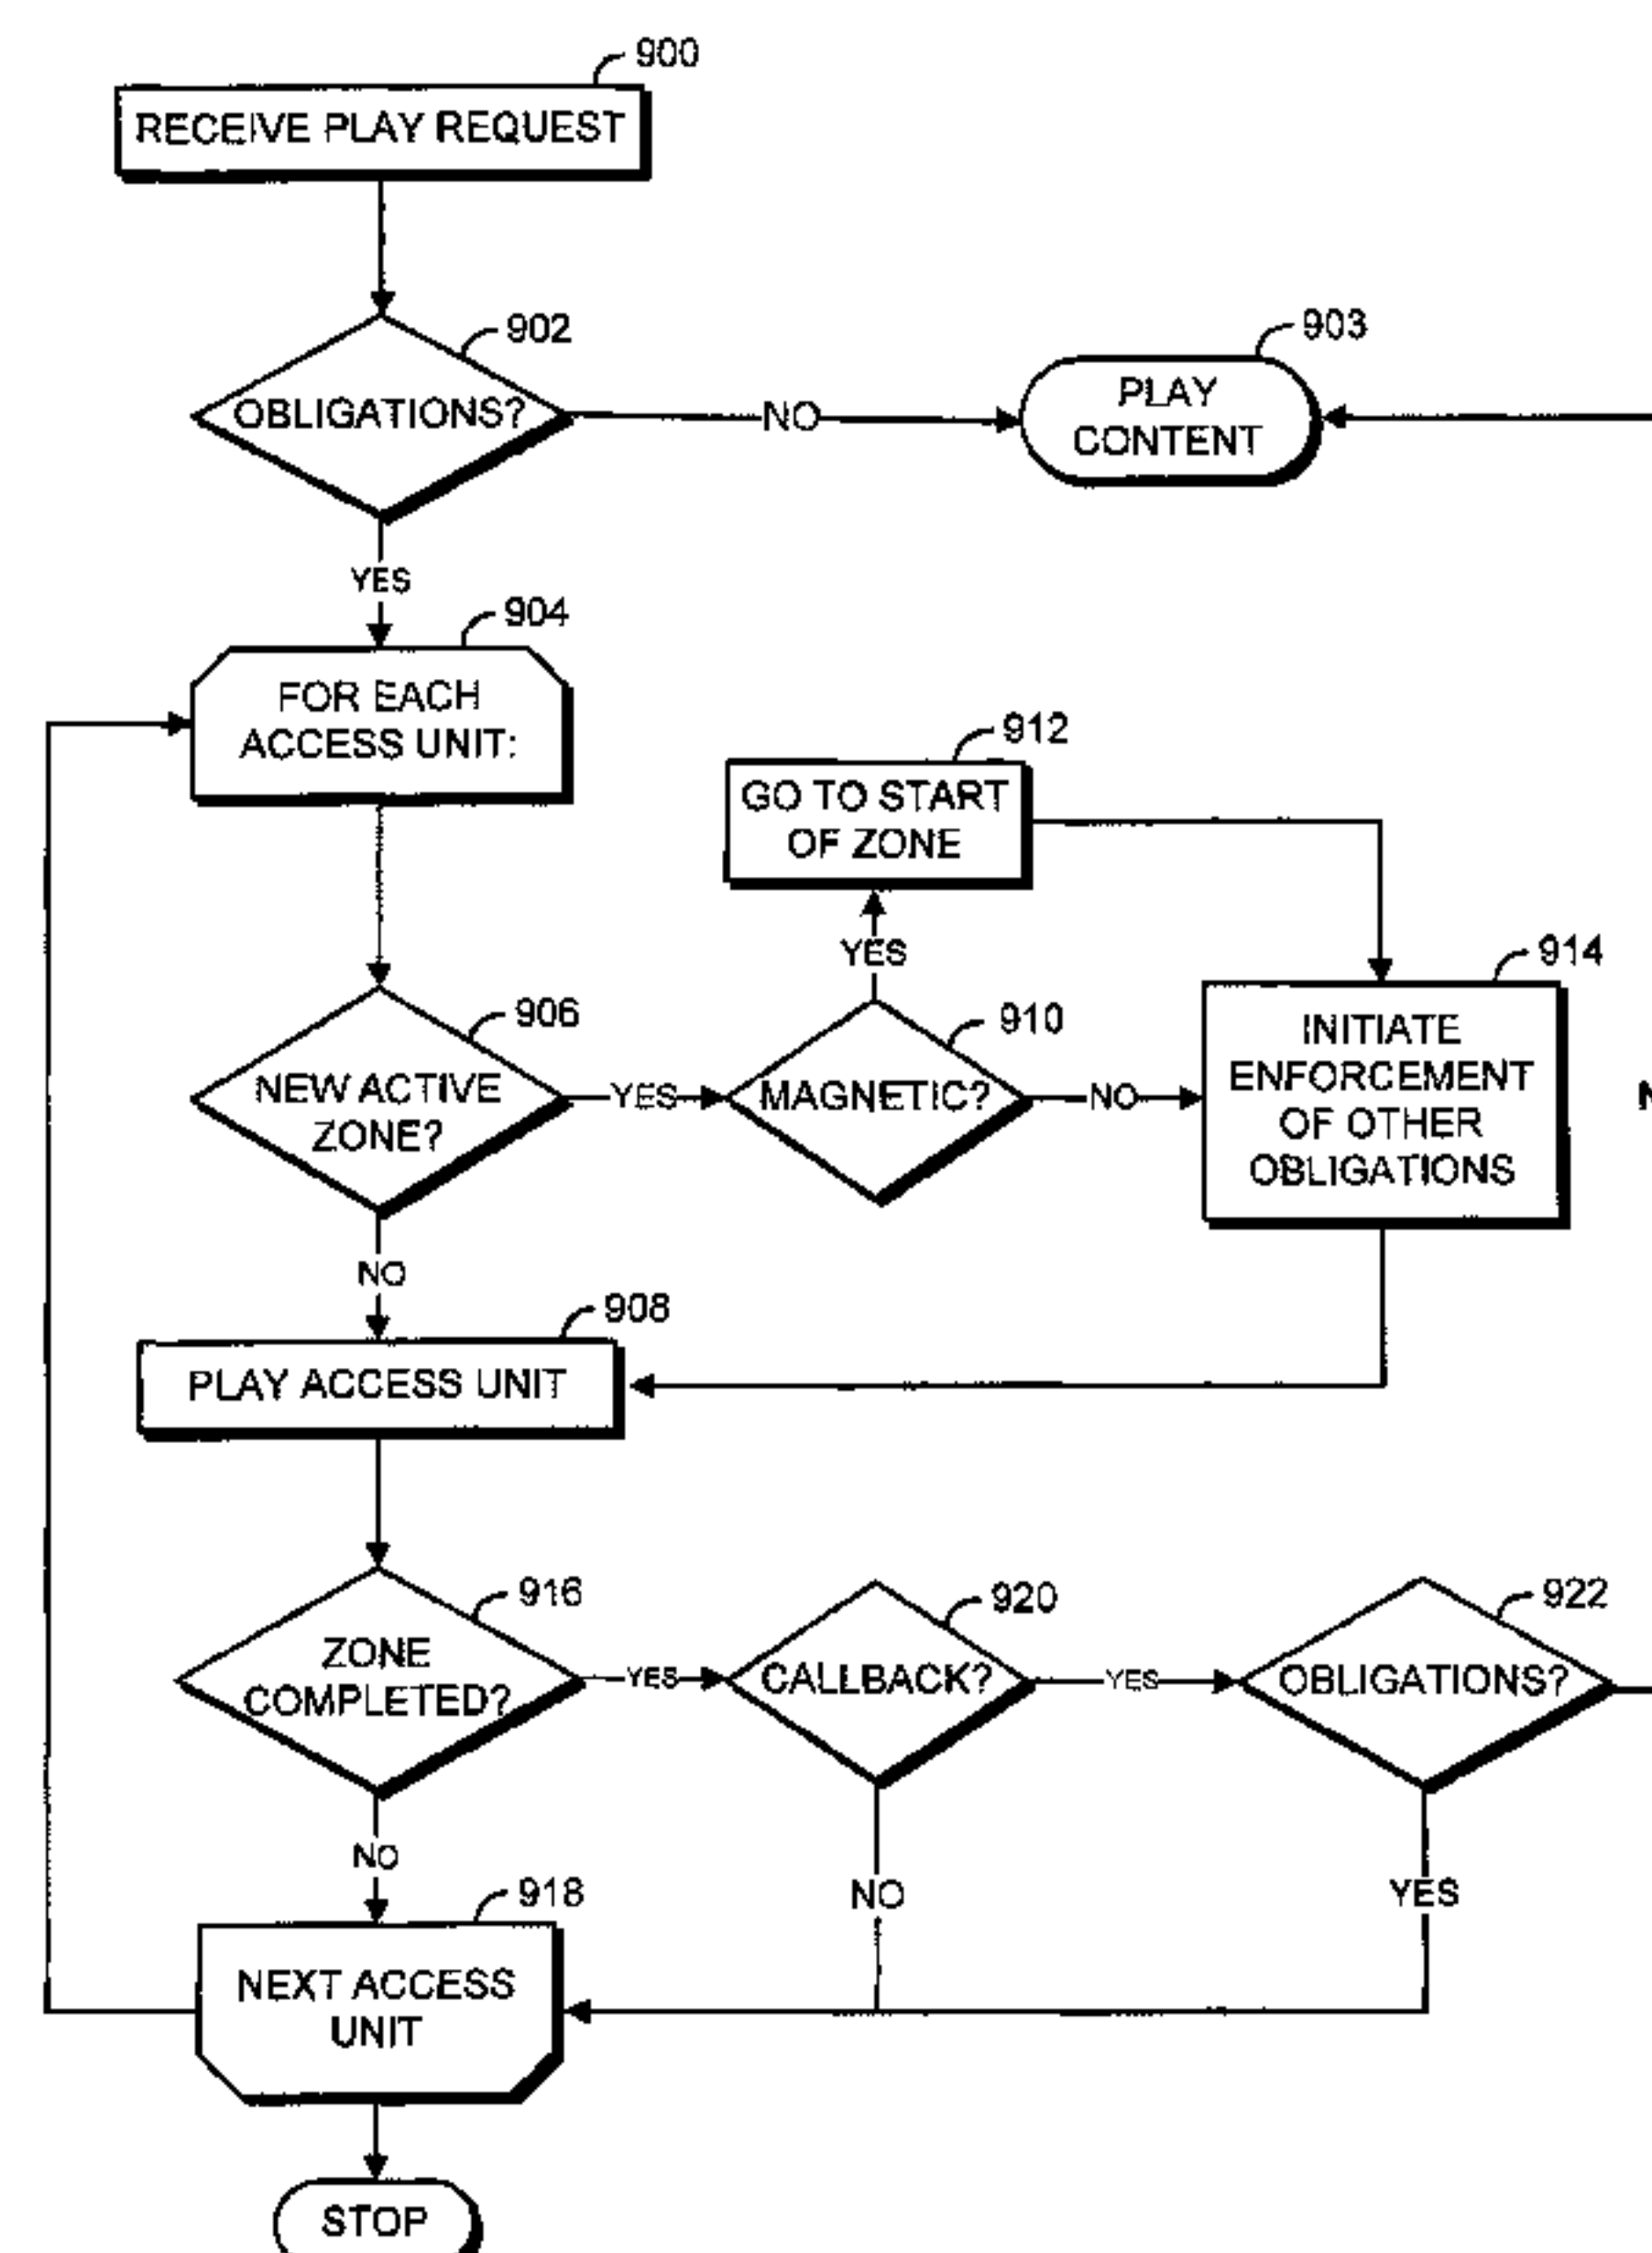 900
RECEIVE PLAY REQUEST
902
OBLIGATIONS?
NO
903
PLAY
CONTENT
YES
904
FOR EACH
ACCESS UNIT:
912
GO TO START
OF ZONE
YES
906
NEW ACTIVE
ZONE?
YES
910
MAGNETIC?
NO
914
INITIATE
ENFORCEMENT
OF OTHER
OBLIGATIONS
NO
908
PLAY ACCESS UNIT
916
ZONE
COMPLETED?
YES
920
CALLBACK?
YES
922
OBLIGATIONS?
NO
NO
YES
918
NEXT ACCESS
UNIT
STOP